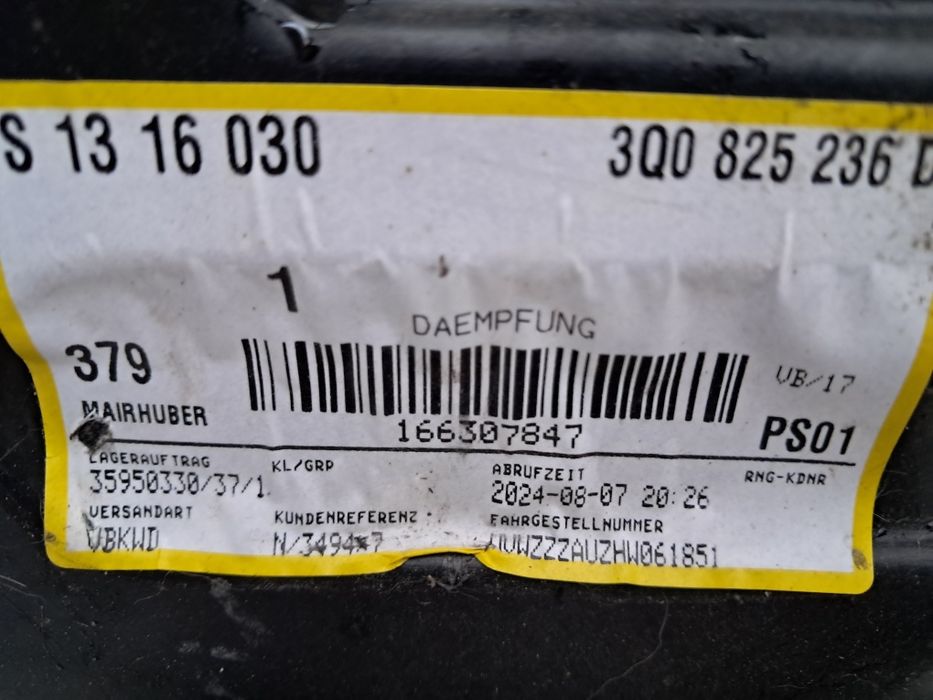 S 13 16 030
3Q0 825 236 D
1
DAEMPFUNG
379
VB/17
MAIRHUBER
166307847
PS01
LAGERAUFTRAG
KL/GRP
ABRUFZEIT
RNG-KDNR
35950330/37/1
2024-08-07 20:26
VERSANDART
KUNDENREFERENZ
FAHRGESTELLNUMMER
VBKWD
WVWZZZAUZHW061851